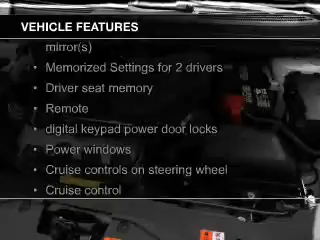 VEHICLE FEATURES
mirror(s)
• Memorized Settings for 2 drivers
• Driver seat memory
• Remote
• digital keypad power door locks
• Power windows
• Cruise controls on steering wheel
• Cruise control